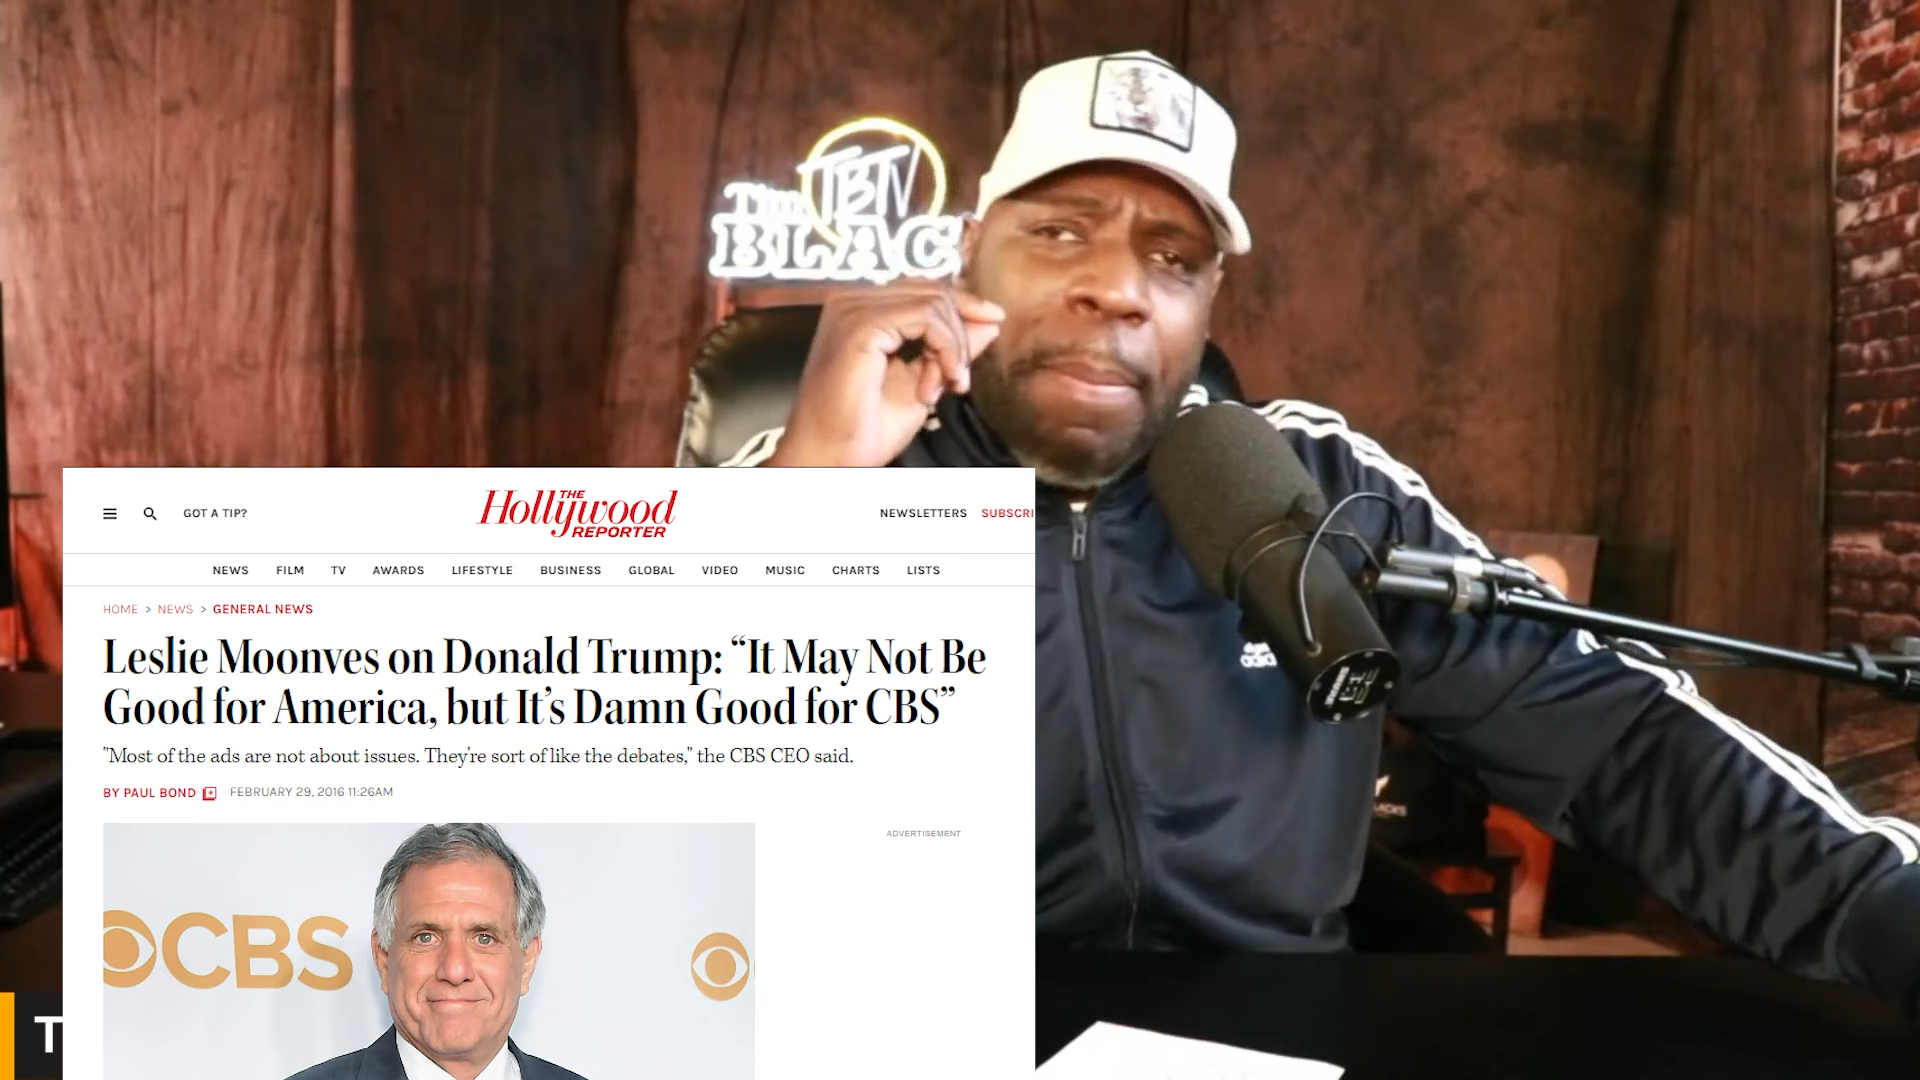 Tim
TBTV
BLAC
GOT A TIP?
THE
Hollywood
REPORTER
NEWSLETTERS SUBSCRI
NEWS FILM TV AWARDS LIFESTYLE BUSINESS GLOBAL VIDEO MUSIC CHARTS LISTS
HOME > NEWS > GENERAL NEWS
Leslie Moonves on Donald Trump: “It May Not Be
Good for America, but It’s Damn Good for CBS”
"Most of the ads are not about issues. They're sort of like the debates," the CBS CEO said.
BY PAUL BOND FEBRUARY 29, 2016 11:26AM
ADVERTISEMENT
CBS
adidas
T